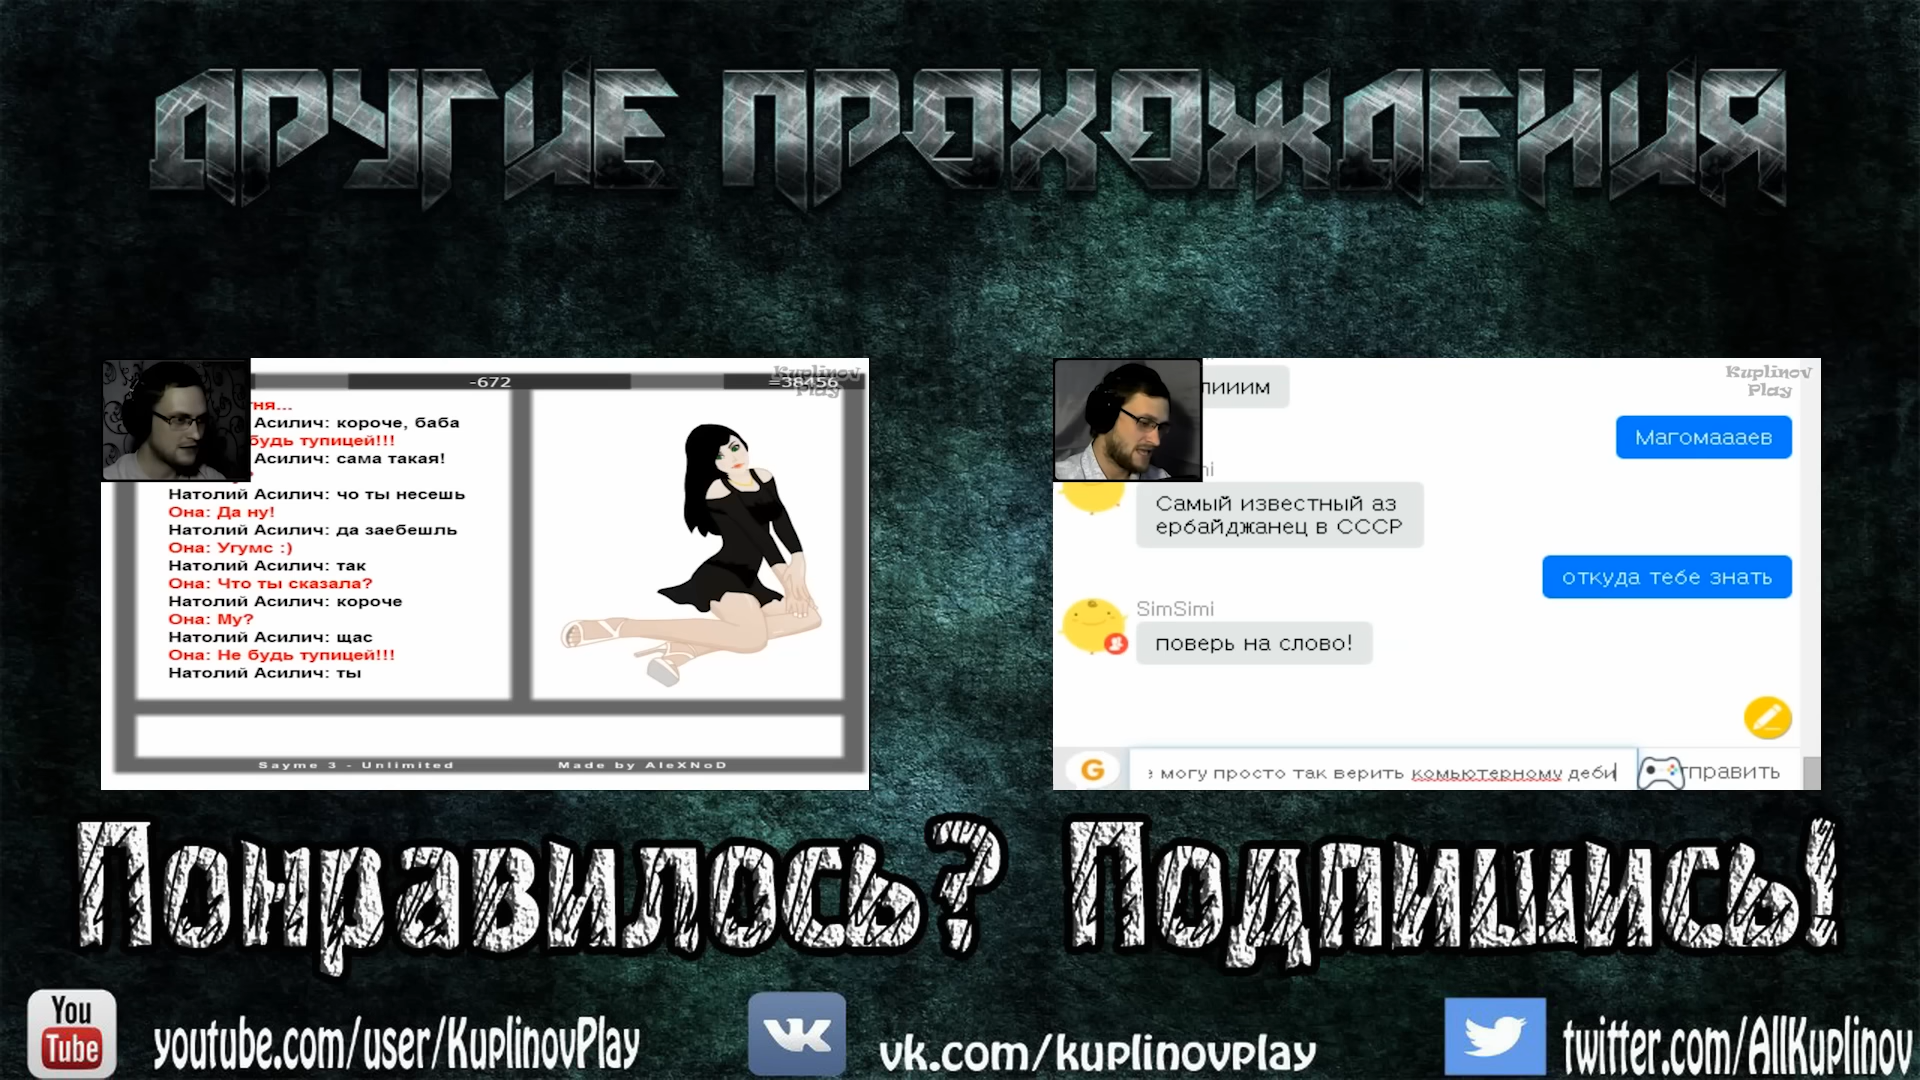 ДРУГИЕ ПРОХОЖДЕНИЯ
-672
=38456
Kuplinov
Play
Асилич: короче, баба
будь тупицей!!!
Асилич: сама такая!
Натолий Асилич: чо ты несешь
Она: Да ну!
Натолий Асилич: да заебешль
Она: Угумс :)
Натолий Асилич: так
Она: Что ты сказала?
Натолий Асилич: короче
Она: Му?
Натолий Асилич: щас
Она: Не будь тупицей!!!
Натолий Асилич: ты
Sayme 3 - Unlimited
Made by AleXNoD
Kuplinov
Play
Магомаааев
Самый известный аз
ербайджанец в СССР
откуда тебе знать
SimSimi
поверь на слово!
G
могу просто так верить комьютерному деби
Понравилось? Подпишись!
You
Tube
youtube.com/user/KuplinovPlay
vk.com/kuplinovplay
twitter.com/AllKuplinov